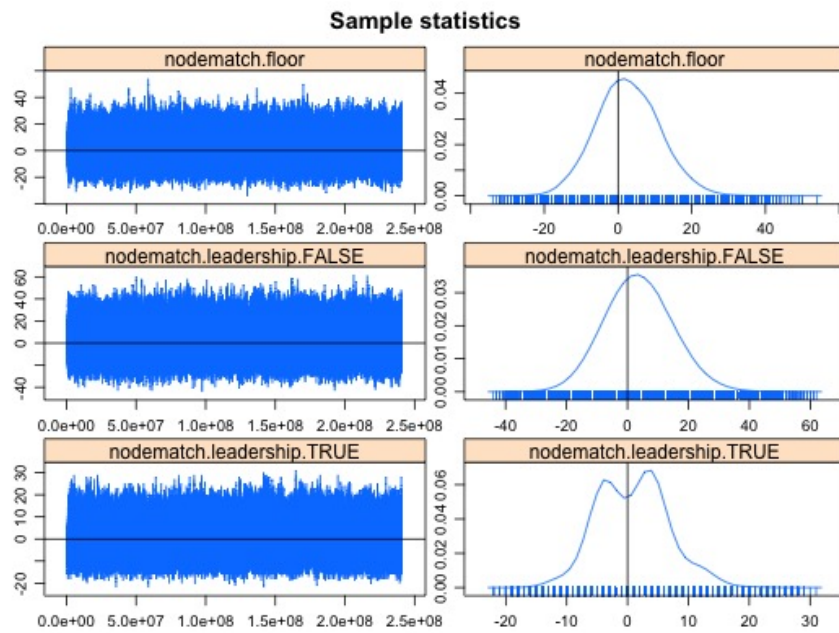 Sample statistics
nodematch.floor
nodematch.floor
-20 0 20 40
0.00 0.02 0.04
0.0e+00 5.0e+07 1.0e+08 1.5e+08 2.0e+08 2.5e+08
-20 0 20 40
nodematch.leadership.FALSE
nodematch.leadership.FALSE
-40 0 20 40 60
0.00 0.01 0.02 0.03
0.0e+00 5.0e+07 1.0e+08 1.5e+08 2.0e+08 2.5e+08
-40 -20 0 20 40 60
nodematch.leadership.TRUE
nodematch.leadership.TRUE
-20 0 10 20 30
0.00 0.02 0.04 0.06
0.0e+00 5.0e+07 1.0e+08 1.5e+08 2.0e+08 2.5e+08
-20 -10 0 10 20 30